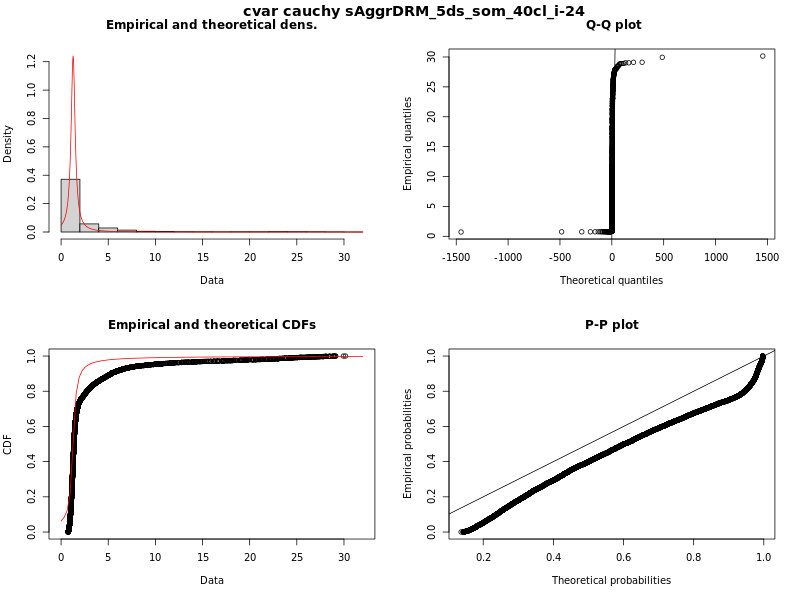 cvar cauchy sAggrDRM_5ds_som_40cl_i-24
Empirical and theoretical dens.
Density
0.0 0.2 0.4 0.6 0.8 1.0 1.2
0 5 10 15 20 25 30
Data
Q-Q plot
Empirical quantiles
0 5 10 15 20 25 30
-1500 -1000 -500 0 500 1000 1500
Theoretical quantiles
Empirical and theoretical CDFs
CDF
0.0 0.2 0.4 0.6 0.8 1.0
0 5 10 15 20 25 30
Data
P-P plot
Empirical probabilities
0.0 0.2 0.4 0.6 0.8 1.0
0.2 0.4 0.6 0.8 1.0
Theoretical probabilities